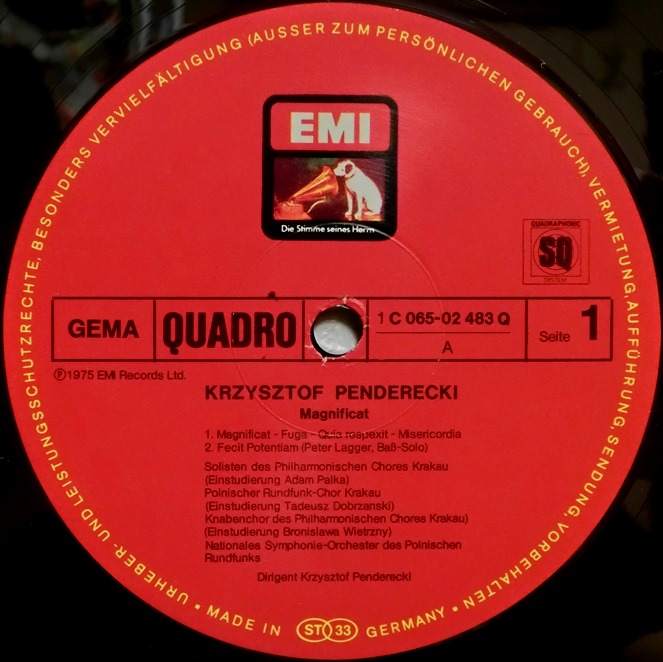 URHEBER- UND LEISTUNGSSCHUTZRECHTE, BESONDERS VERVIELFÄLTIGUNG (AUSSER ZUM PERSÖNLICHEN GEBRAUCH), VERMIETUNG, AUFFÜHRUNG, SENDUNG, VORBEHALTEN •
EMI
Die Stimme seines Herrn
QUADRAPHONIC
SQ
SYSTEM
GEMA
QUADRO
1 C 065-02 483 Q
A
Seite 1
Ⓟ1975 EMI Records Ltd.
KRZYSZTOF PENDERECKI
Magnificat
1. Magnificat - Fuga - Quia respexit - Misericordia
2. Fecit Potentiam (Peter Lagger, Baß-Solo)
Solisten des Philharmonischen Chores Krakau
(Einstudierung Adam Palka)
Polnischer Rundfunk-Chor Krakau
(Einstudierung Tadeusz Dobrzanski)
Knabenchor des Philharmonischen Chores Krakau)
(Einstudierung Bronislawa Wietrzny)
Nationales Symphonie-Orchester des Polnischen
Rundfunks
Dirigent Krzysztof Penderecki
• MADE IN ST 33 GERMANY •